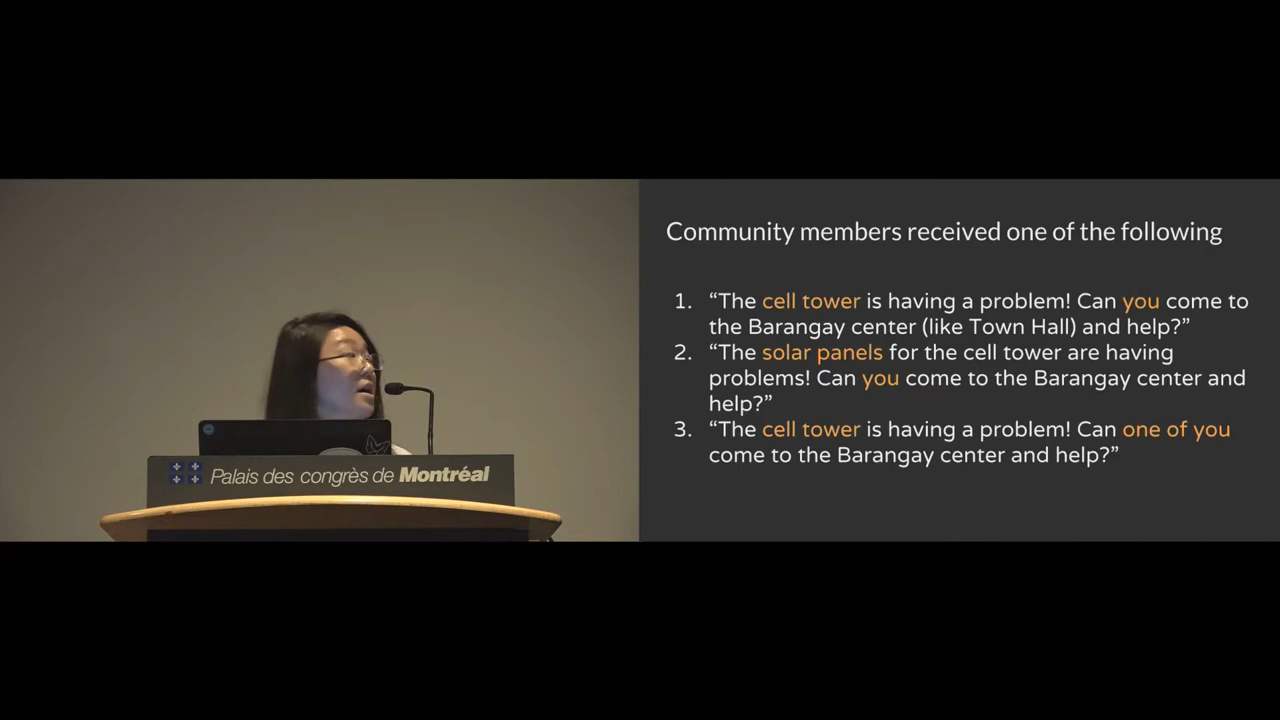 Community members received one of the following
1. “The cell tower is having a problem! Can you come to
the Barangay center (like Town Hall) and help?”
2. “The solar panels for the cell tower are having
problems! Can you come to the Barangay center and
help?”
3. “The cell tower is having a problem! Can one of you
come to the Barangay center and help?”
Palais des congrès de Montréal